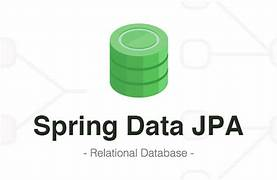 Spring Data JPA
- Relational Database -